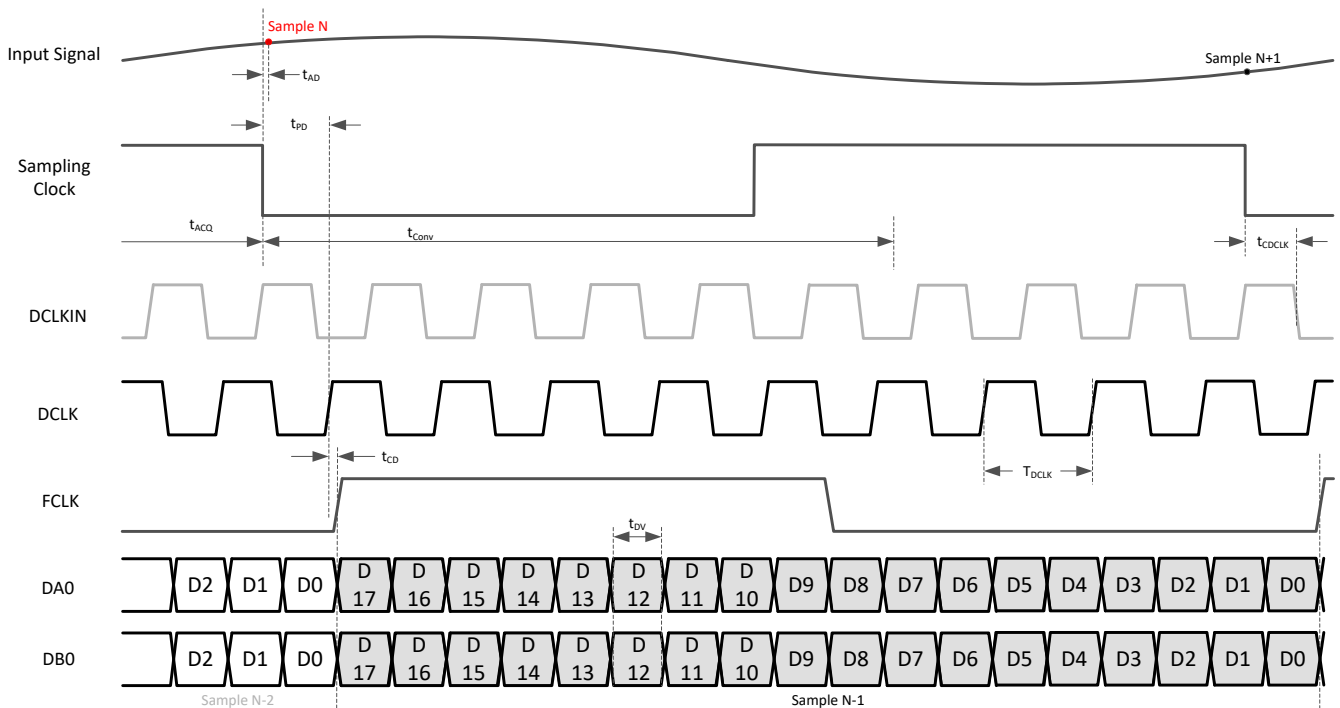 Sample N
Input Signal
Sample N+1
tAD
tPD
Sampling
Clock
tACQ
tConv
tCDCLK
DCLKIN
DCLK
tCD
TDCLK
FCLK
tDV
DA0
D2 D1 D0 D 17 D 16 D 15 D 14 D 13 D 12 D 11 D 10 D9 D8 D7 D6 D5 D4 D3 D2 D1 D0
DB0
D2 D1 D0 D 17 D 16 D 15 D 14 D 13 D 12 D 11 D 10 D9 D8 D7 D6 D5 D4 D3 D2 D1 D0
Sample N-2
Sample N-1